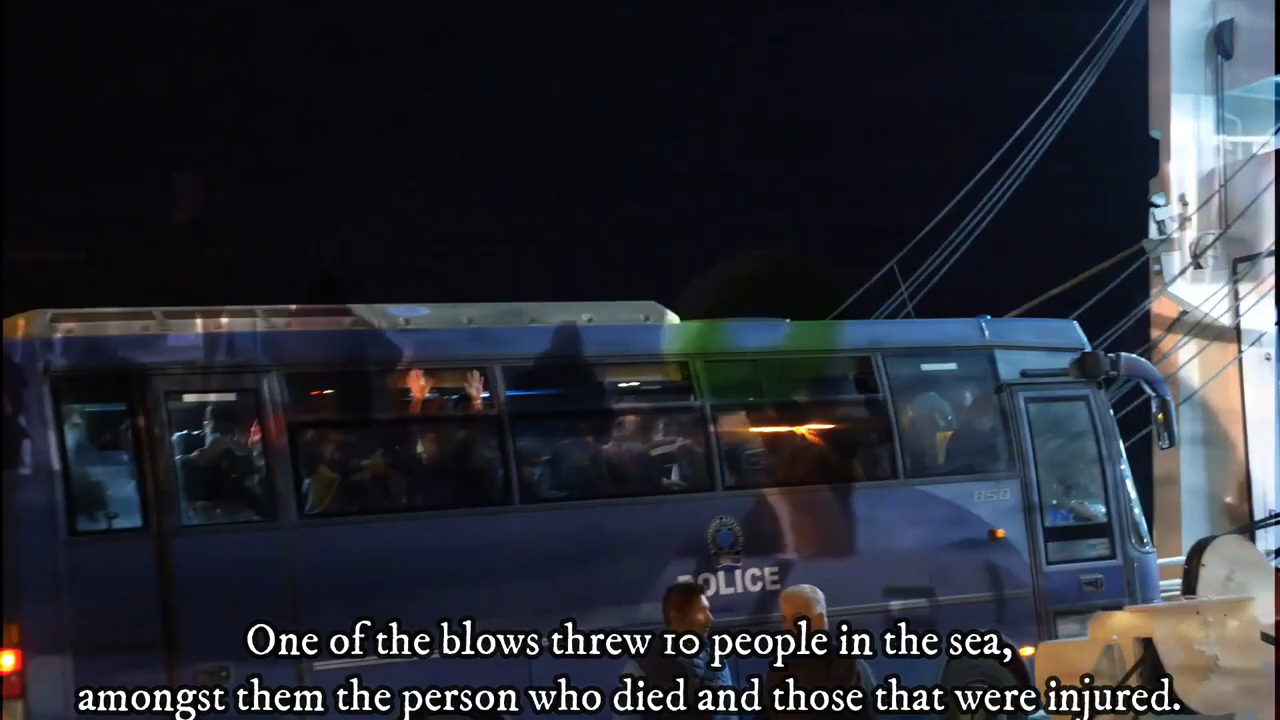 850
POLICE
One of the blows threw 10 people in the sea,
amongst them the person who died and those that were injured.